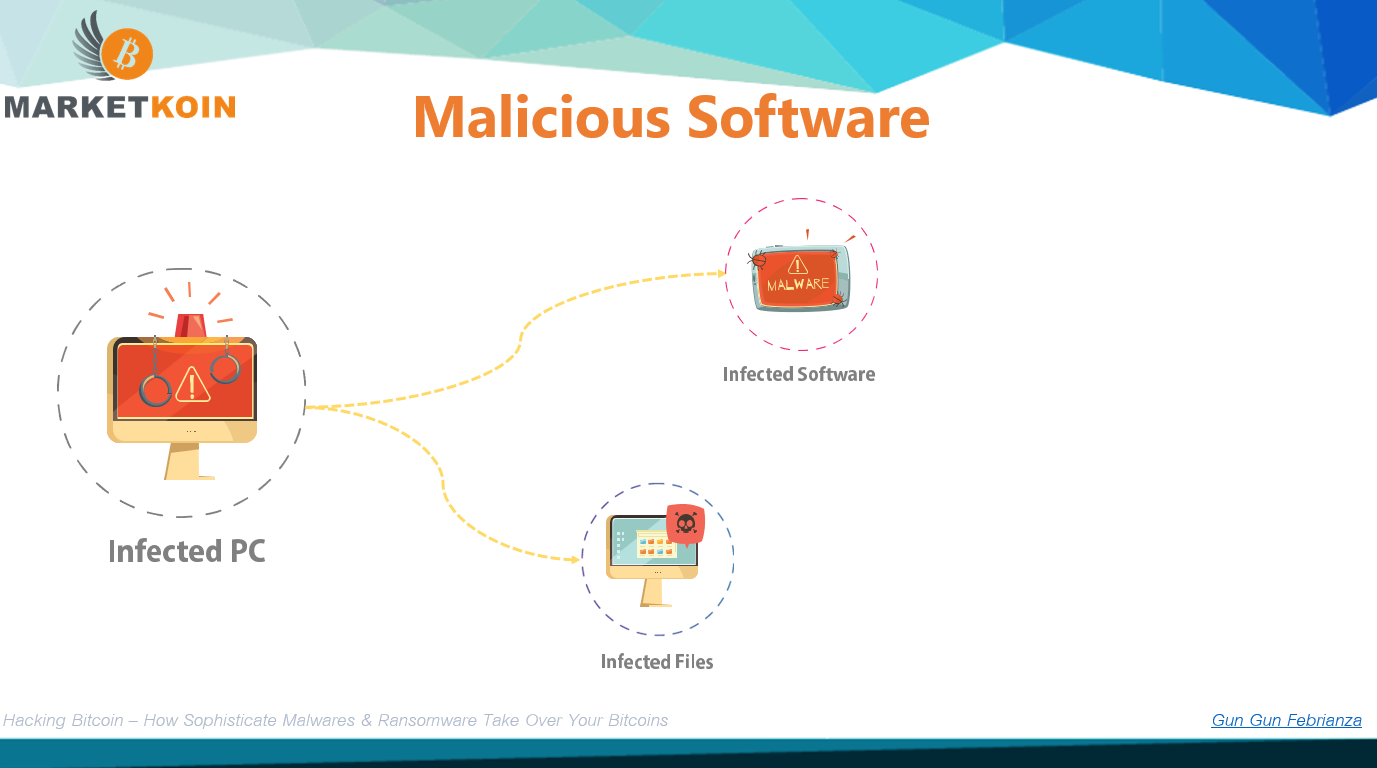 MARKETKOIN
Malicious Software
MALWARE
Infected Software
Infected PC
Infected Files
Hacking Bitcoin – How Sophisticate Malwares & Ransomware Take Over Your Bitcoins
Gun Gun Febrianza